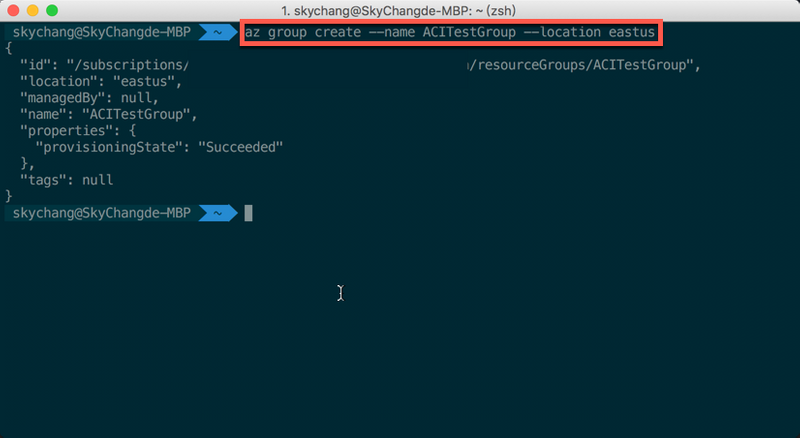 1. skychang@SkyChangde-MBP: ~ (zsh)
skychang@SkyChangde-MBP ~ az group create --name ACITestGroup --location eastus
{
"id": "/subscriptions/ /resourceGroups/ACITestGroup",
"location": "eastus",
"managedBy": null,
"name": "ACITestGroup",
"properties": {
"provisioningState": "Succeeded"
},
"tags": null
}
skychang@SkyChangde-MBP ~